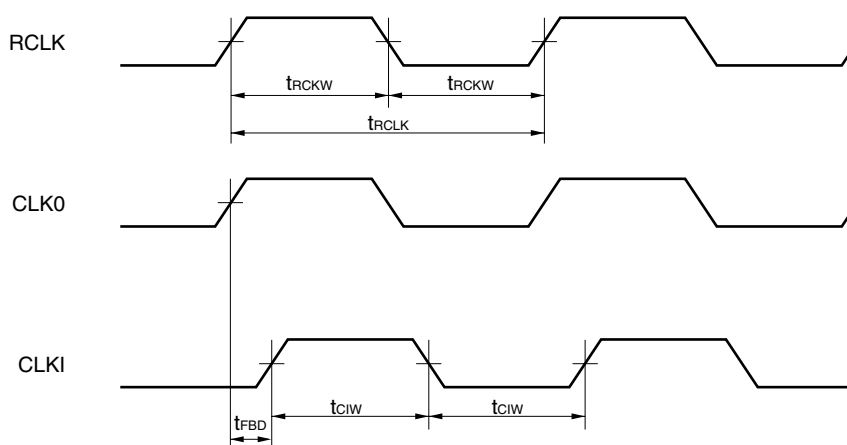 RCLK
tRCKW tRCKW
tRCLK
CLK0
CLKI
tCIW tCIW
tFBD